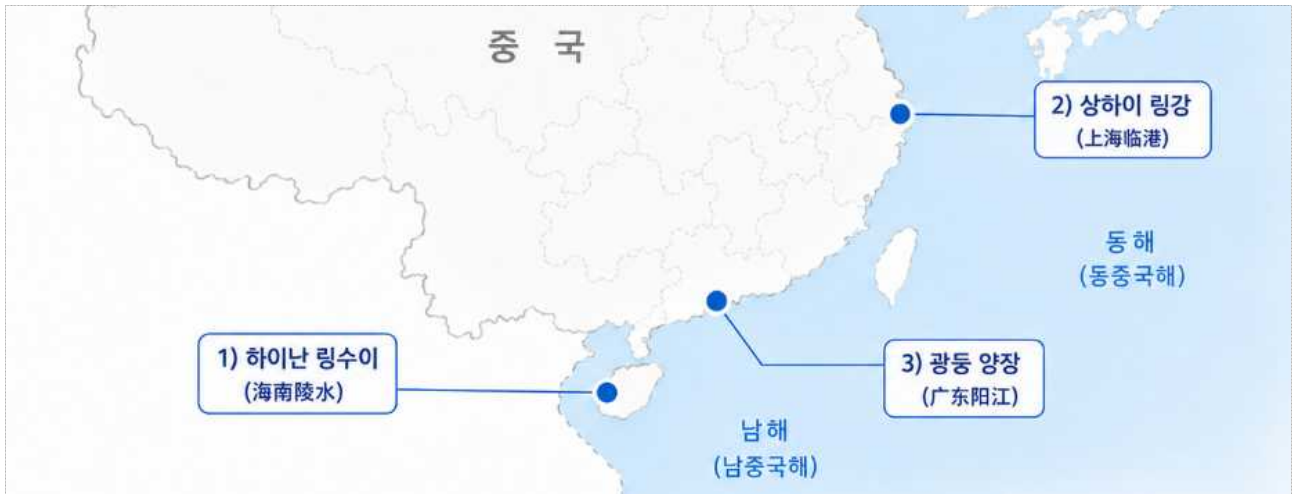 중 국
2) 상하이 링강
(上海临港)
동해
(동중국해)
1) 하이난 링수이
(海南陵水)
3) 광둥 양장
(广东阳江)
남해
(남중국해)